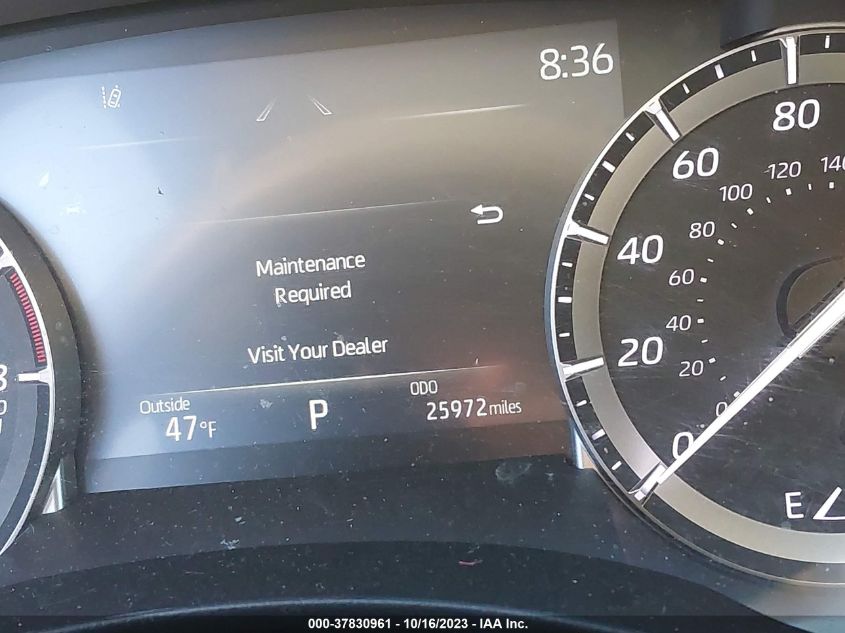 8:36
Maintenance
Required
Visit Your Dealer
Outside
47°F
P
ODO
25972 miles
80
60
40
20
0
140
120
100
80
60
40
20
0
E
000-37830961 - 10/16/2023 - IAA Inc.